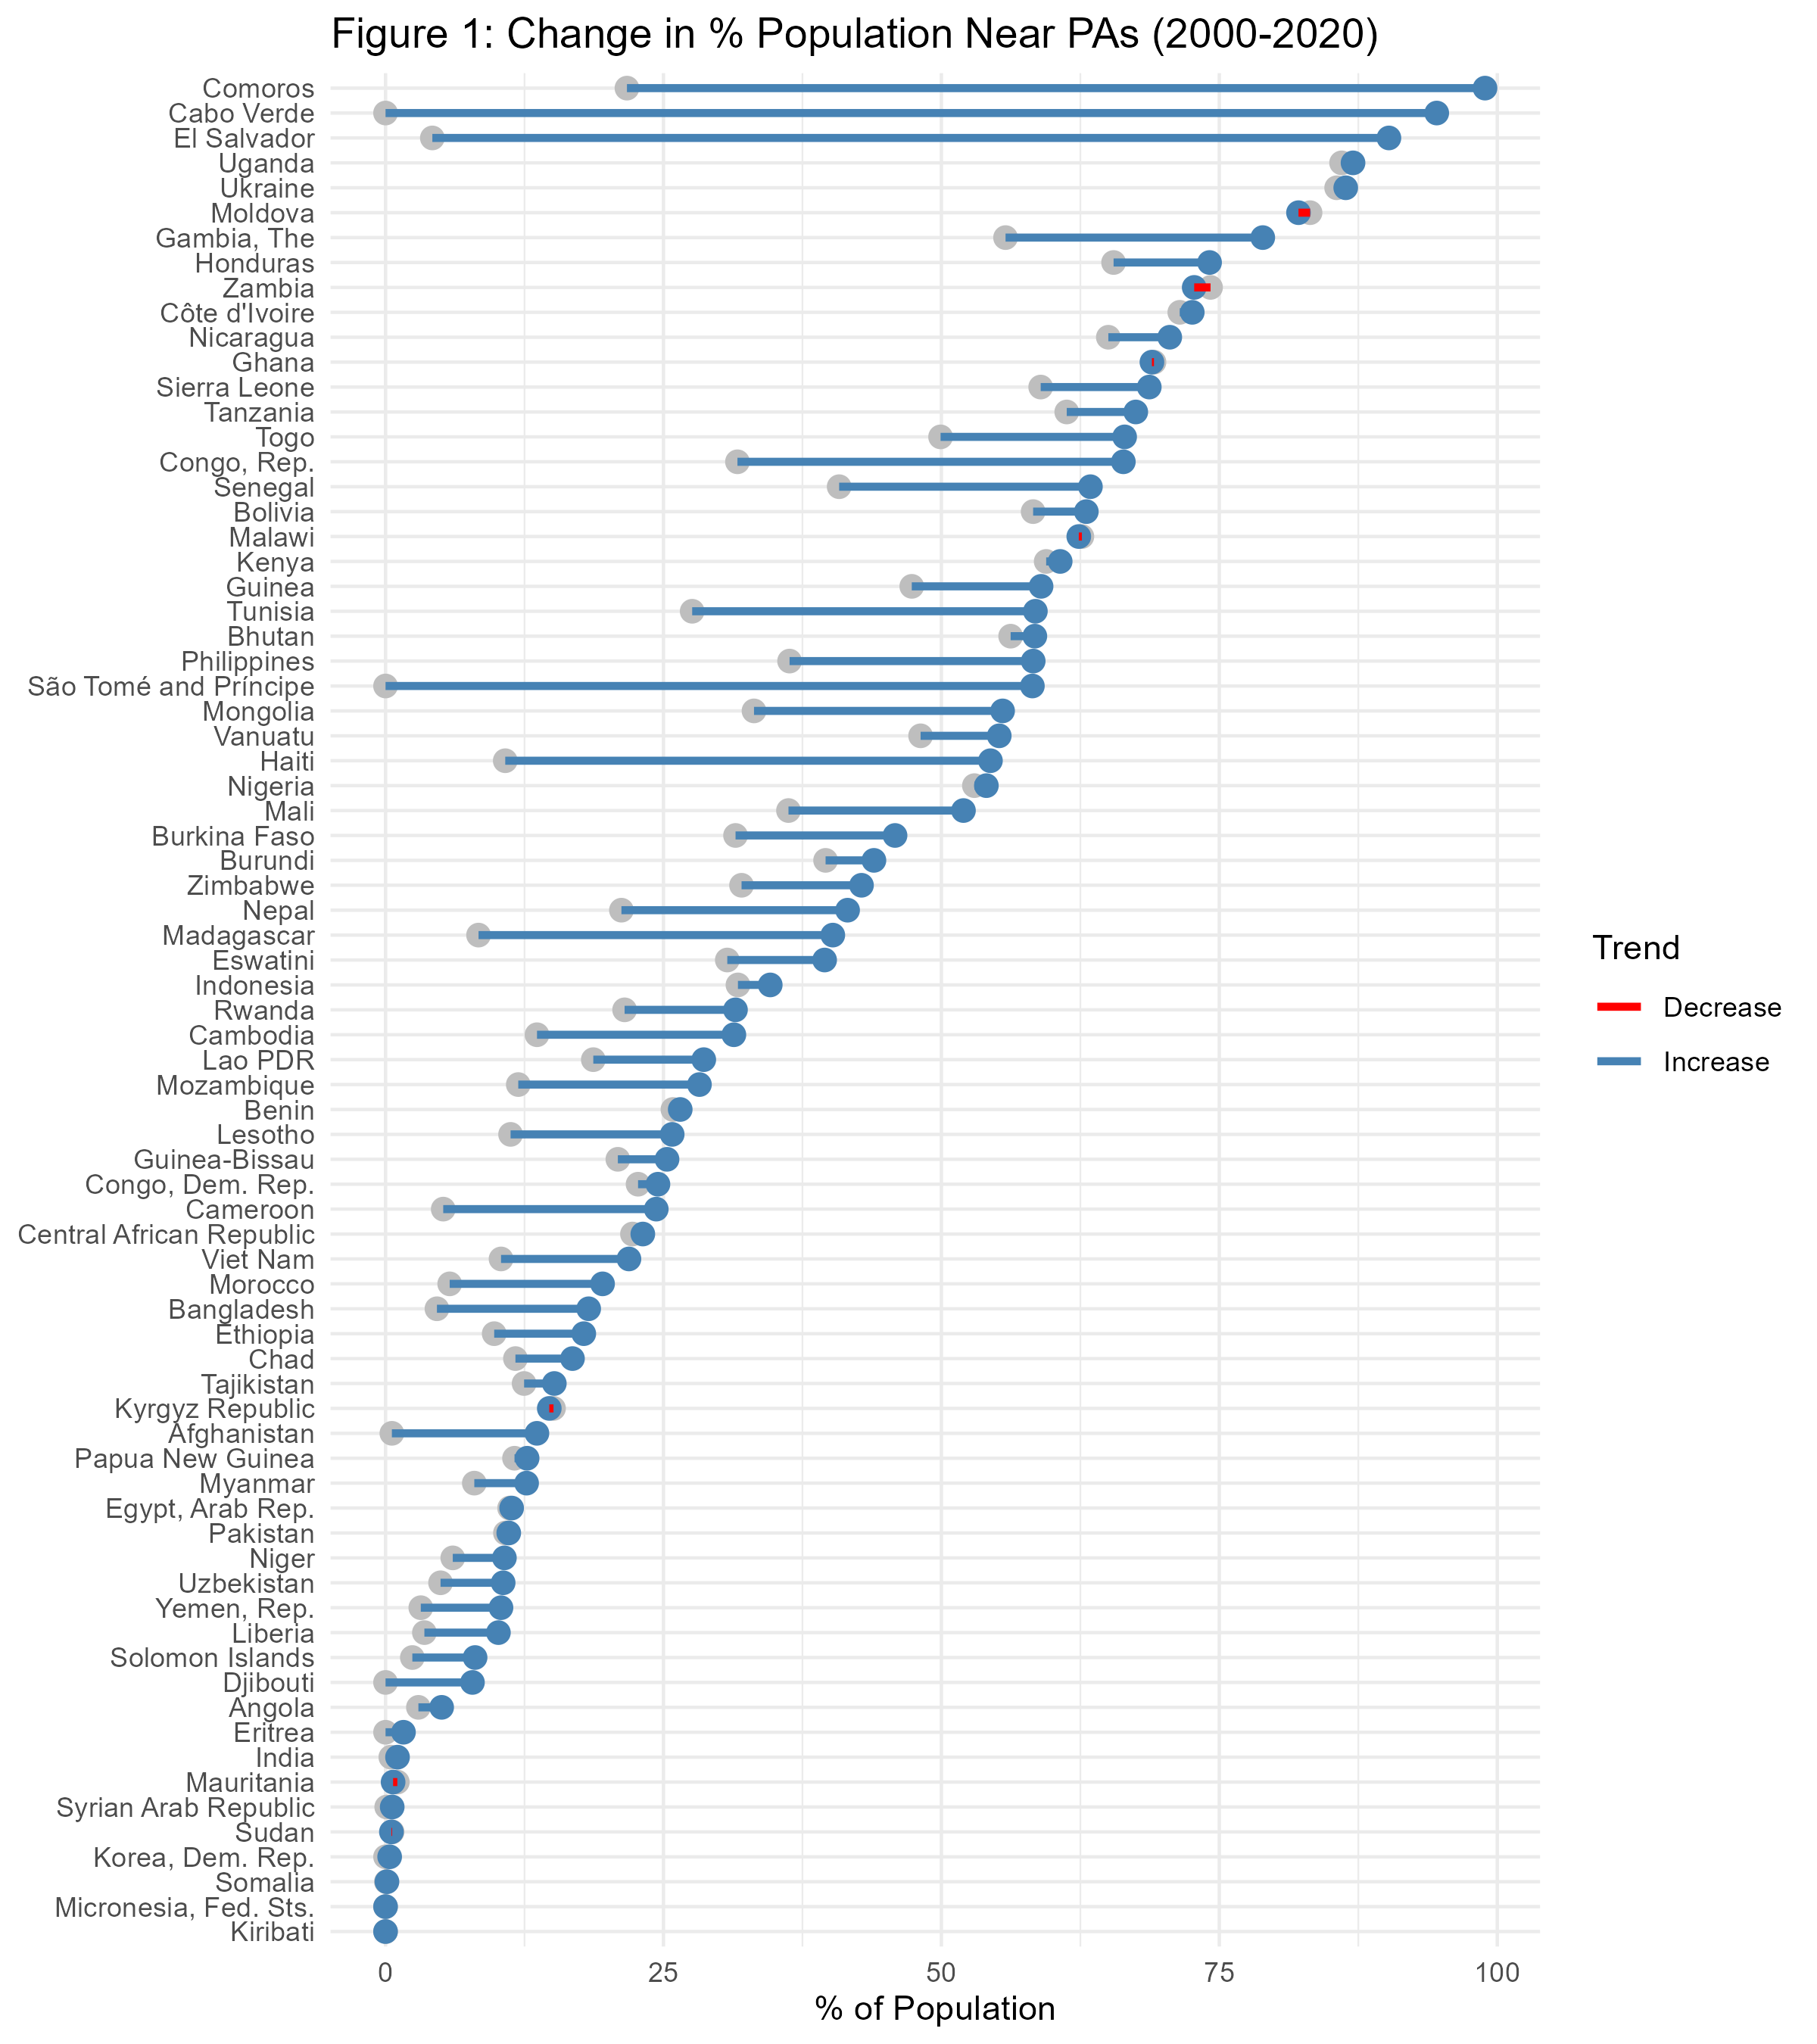 Figure 1: Change in % Population Near PAs (2000-2020)
Comoros
Cabo Verde
El Salvador
Uganda
Ukraine
Moldova
Gambia, The
Honduras
Zambia
Côte d'Ivoire
Nicaragua
Ghana
Sierra Leone
Tanzania
Togo
Congo, Rep.
Senegal
Bolivia
Malawi
Kenya
Guinea
Tunisia
Bhutan
Philippines
São Tomé and Príncipe
Mongolia
Vanuatu
Haiti
Nigeria
Mali
Burkina Faso
Burundi
Zimbabwe
Nepal
Madagascar
Eswatini
Indonesia
Rwanda
Cambodia
Lao PDR
Mozambique
Benin
Lesotho
Guinea-Bissau
Congo, Dem. Rep.
Cameroon
Central African Republic
Viet Nam
Morocco
Bangladesh
Ethiopia
Chad
Tajikistan
Kyrgyz Republic
Afghanistan
Papua New Guinea
Myanmar
Egypt, Arab Rep.
Pakistan
Niger
Uzbekistan
Yemen, Rep.
Liberia
Solomon Islands
Djibouti
Angola
Eritrea
India
Mauritania
Syrian Arab Republic
Sudan
Korea, Dem. Rep.
Somalia
Micronesia, Fed. Sts.
Kiribati
0 25 50 75 100
% of Population
Trend
Decrease
Increase